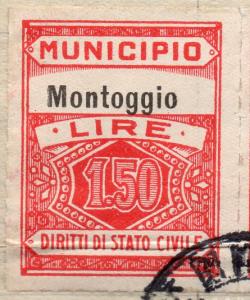 MUNICIPIO
Montoggio
LIRE
1.50
DIRITTI DI STATO CIVILE